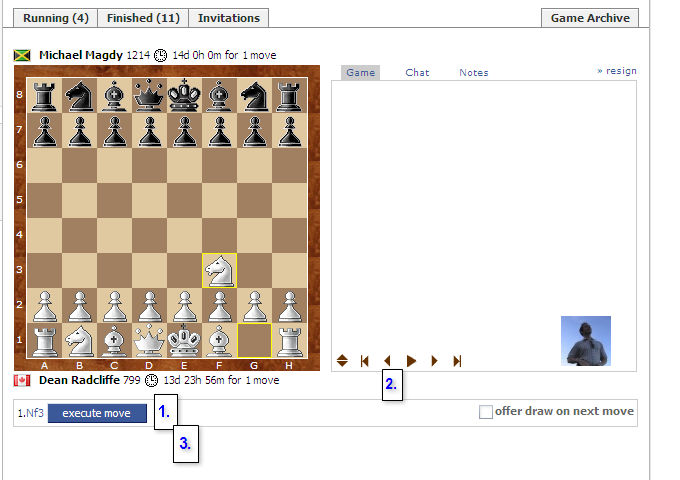 Running (4) Finished (11) Invitations Game Archive
Michael Magdy 1214 14d 0h 0m for 1 move
Game Chat Notes » resign
8
7
6
5
4
3
2
1
A B C D E F G H
2.
Dean Radcliffe 799 13d 23h 56m for 1 move
1.Nf3 execute move 1. offer draw on next move
3.